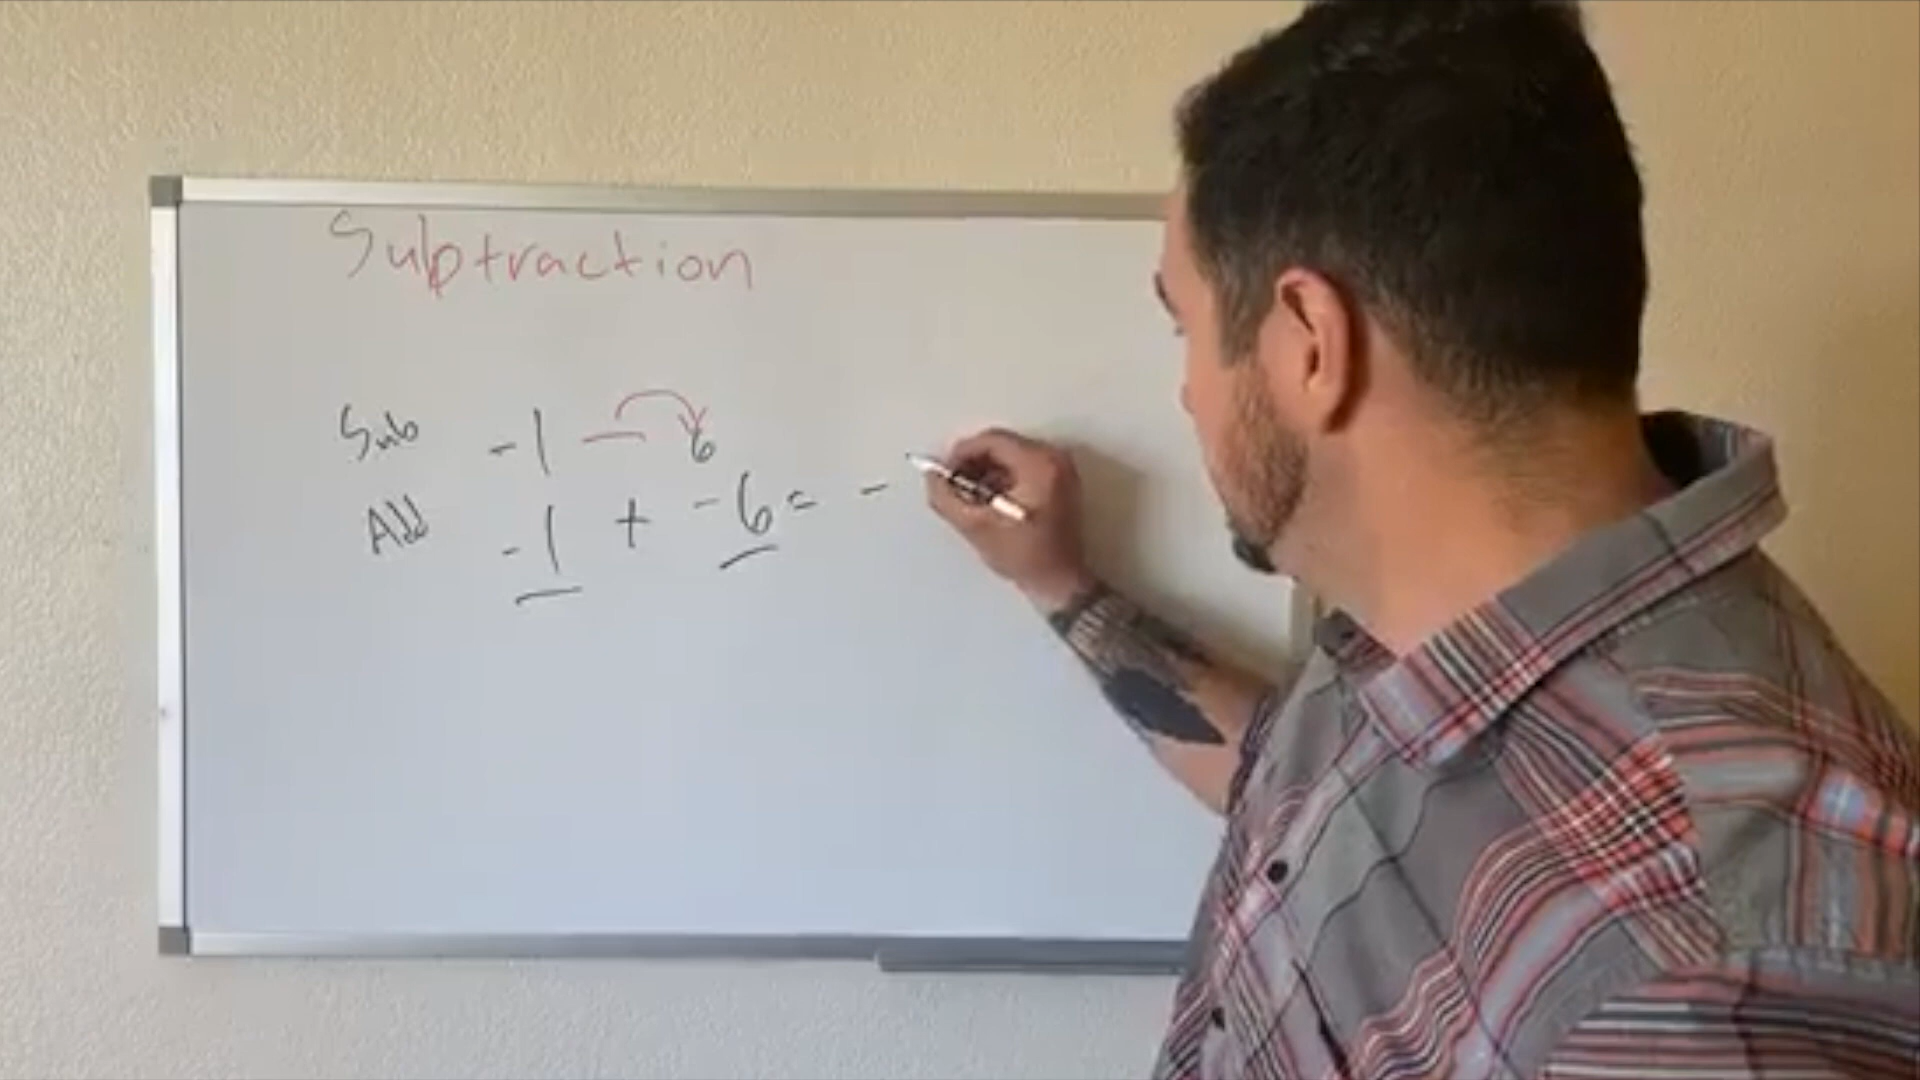 Subtraction
Sub -1 - 6
Add -1 + -6 = -